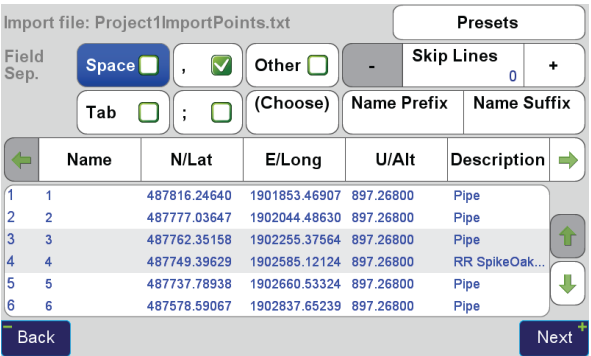 Import file: Project1ImportPoints.txt Presets
Field Sep. Space , Other - Skip Lines 0 +
Tab ; (Choose) Name Prefix Name Suffix
Name N/Lat E/Long U/Alt Description
1 1 487816.24640 1901853.46907 897.26800 Pipe
2 2 487777.03647 1902044.48630 897.26800 Pipe
3 3 487762.35158 1902255.37564 897.26800 Pipe
4 4 487749.39629 1902585.12124 897.26800 RR SpikeOak...
5 5 487737.78938 1902660.53324 897.26800 Pipe
6 6 487578.59067 1902837.65239 897.26800 Pipe
- Back Next +